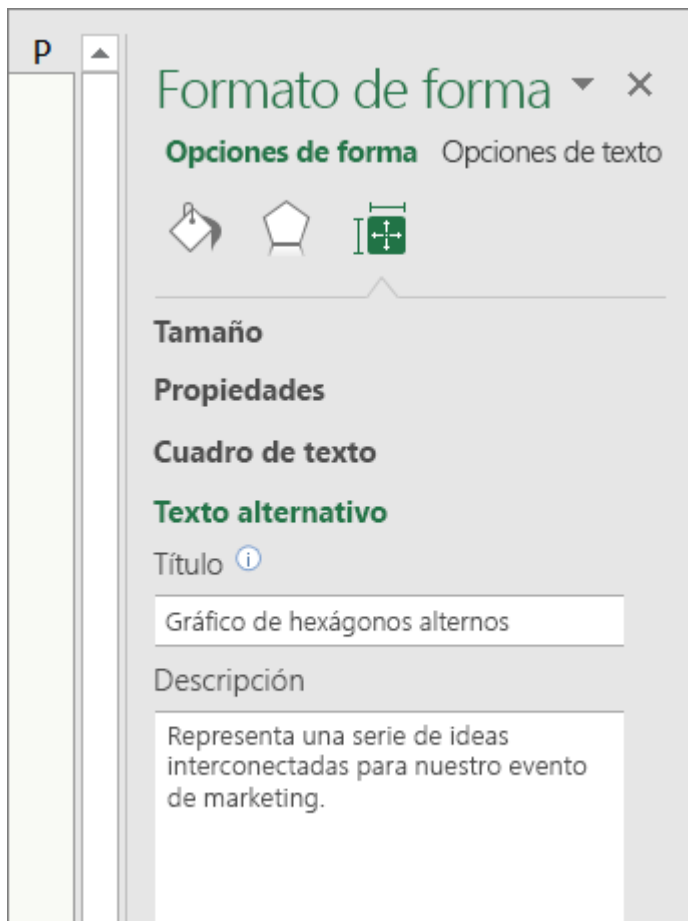 P
Formato de forma
Opciones de forma Opciones de texto
Tamaño
Propiedades
Cuadro de texto
Texto alternativo
Título
Gráfico de hexágonos alternos
Descripción
Representa una serie de ideas
interconectadas para nuestro evento
de marketing.